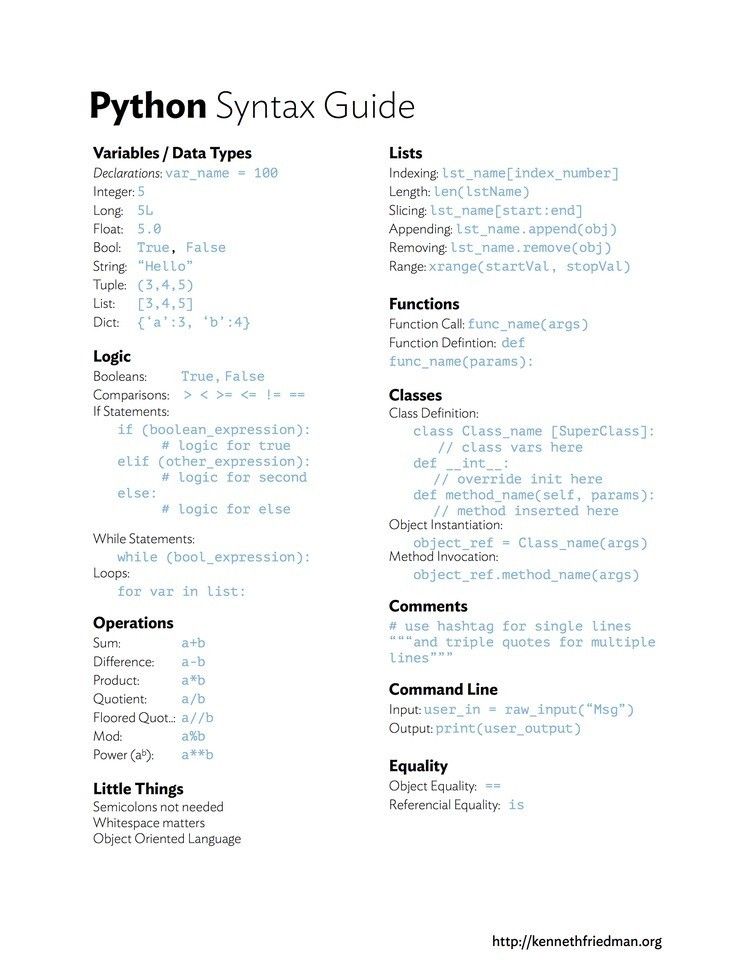 Python Syntax Guide
Variables / Data Types
Declarations: var_name = 100
Integer: 5
Long: 5L
Float: 5.0
Bool: True, False
String: “Hello”
Tuple: (3,4,5)
List: [3,4,5]
Dict: {‘a’:3, ‘b’:4}
Logic
Booleans: True, False
Comparisons: > < >= <= != ==
If Statements:
if (boolean_expression):
# logic for true
elif (other_expression):
# logic for second
else:
# logic for else
While Statements:
while (bool_expression):
Loops:
for var in list:
Operations
Sum: a+b
Difference: a-b
Product: a*b
Quotient: a/b
Floored Quot..: a//b
Mod: a%b
Power (aᵇ): a**b
Little Things
Semicolons not needed
Whitespace matters
Object Oriented Language
Lists
Indexing: lst_name[index_number]
Length: len(lstName)
Slicing: lst_name[start:end]
Appending: lst_name.append(obj)
Removing: lst_name.remove(obj)
Range: xrange(startVal, stopVal)
Functions
Function Call: func_name(args)
Function Defintion: def
func_name(params):
Classes
Class Definition:
class Class_name [SuperClass]:
// class vars here
def __int__:
// override init here
def method_name(self, params):
// method inserted here
Object Instantiation:
object_ref = Class_name(args)
Method Invocation:
object_ref.method_name(args)
Comments
# use hashtag for single lines
“““and triple quotes for multiple
lines”””
Command Line
Input: user_in = raw_input(“Msg”)
Output: print(user_output)
Equality
Object Equality: ==
Referencial Equality: is
http://kennethfriedman.org